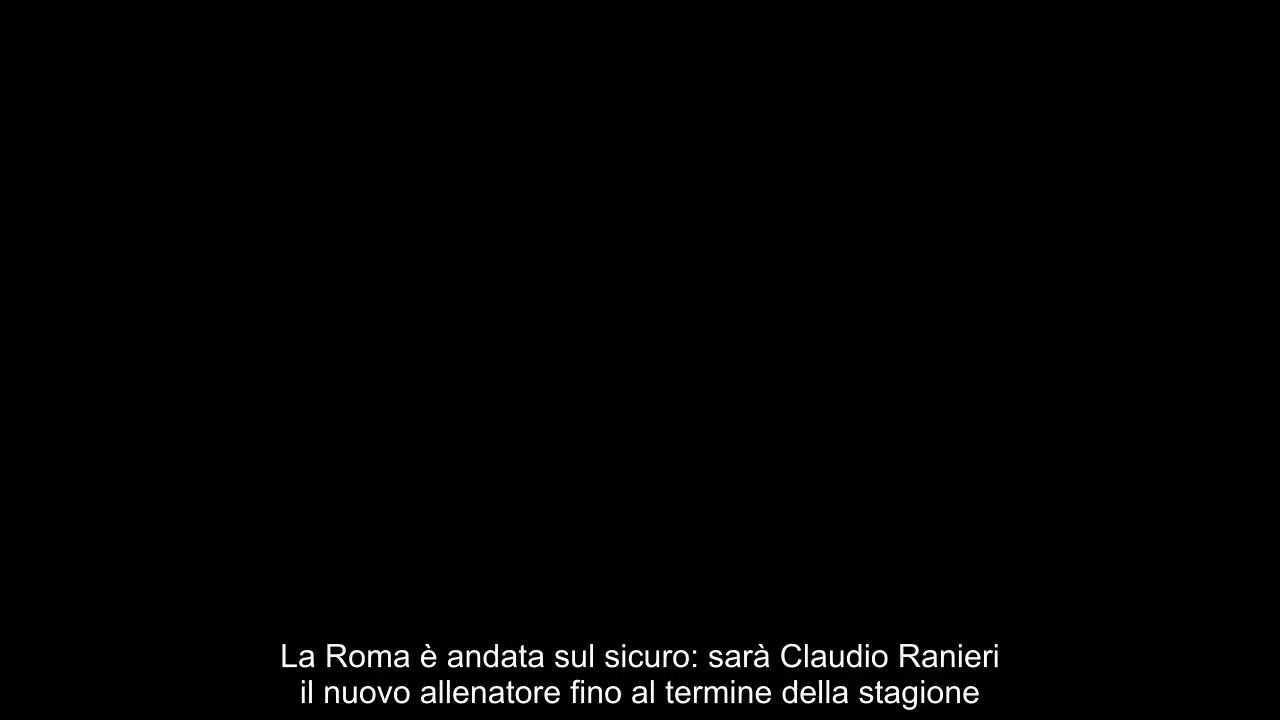 La Roma è andata sul sicuro: sarà Claudio Ranieri
il nuovo allenatore fino al termine della stagione